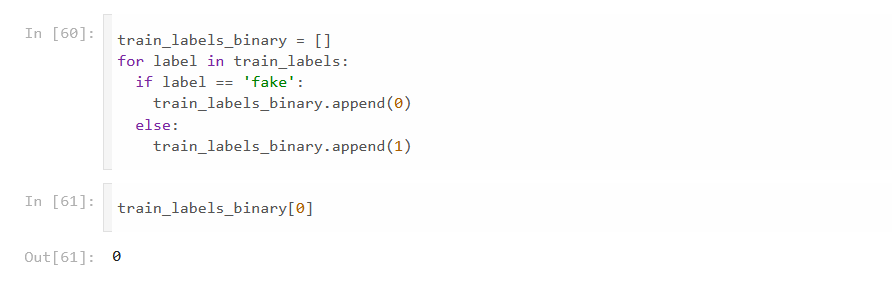 In [60]:
train_labels_binary = []
for label in train_labels:
  if label == 'fake':
    train_labels_binary.append(0)
  else:
    train_labels_binary.append(1)
In [61]:
train_labels_binary[0]
Out[61]: 0